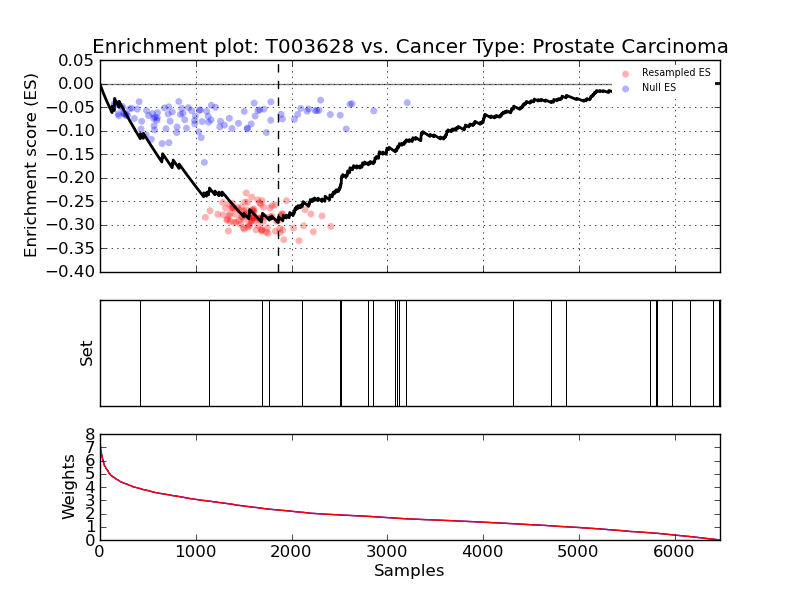 Enrichment plot: T003628 vs. Cancer Type: Prostate Carcinoma
Enrichment score (ES)
0.05
0.00
−0.05
−0.10
−0.15
−0.20
−0.25
−0.30
−0.35
−0.40
Resampled ES
Null ES
Set
Weights
8
7
6
5
4
3
2
1
0
0 1000 2000 3000 4000 5000 6000
Samples